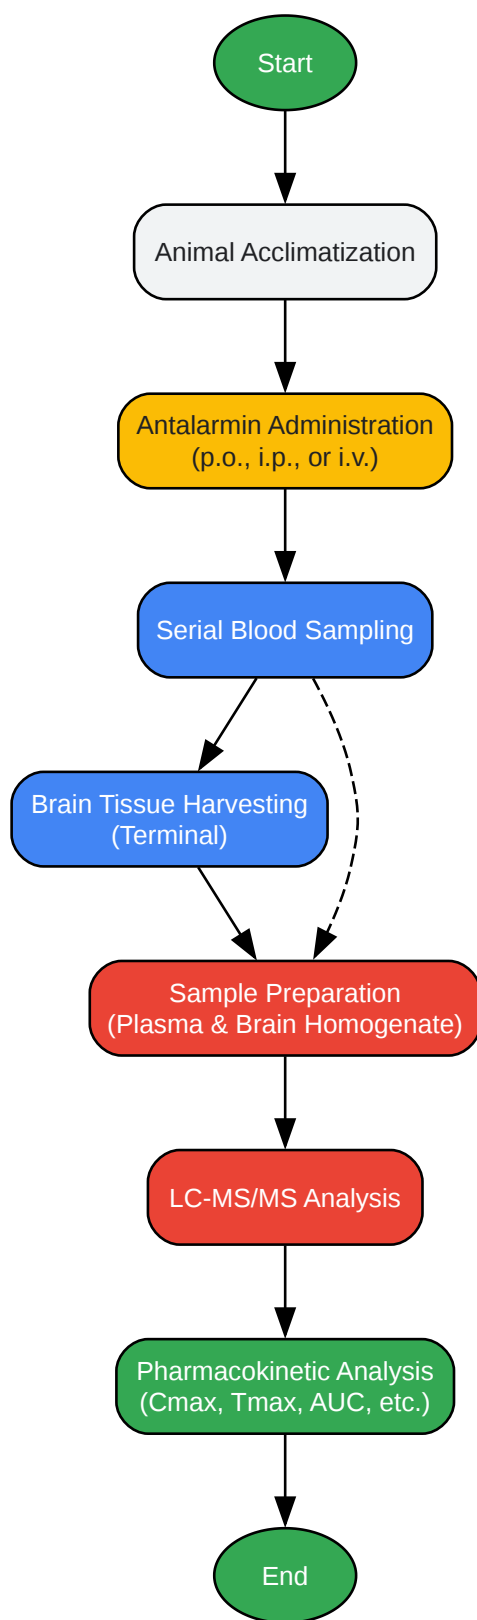 Start
Animal Acclimatization
Antalarmin Administration
(p.o., i.p., or i.v.)
Serial Blood Sampling
Brain Tissue Harvesting
(Terminal)
Sample Preparation
(Plasma & Brain Homogenate)
LC-MS/MS Analysis
Pharmacokinetic Analysis
(Cmax, Tmax, AUC, etc.)
End